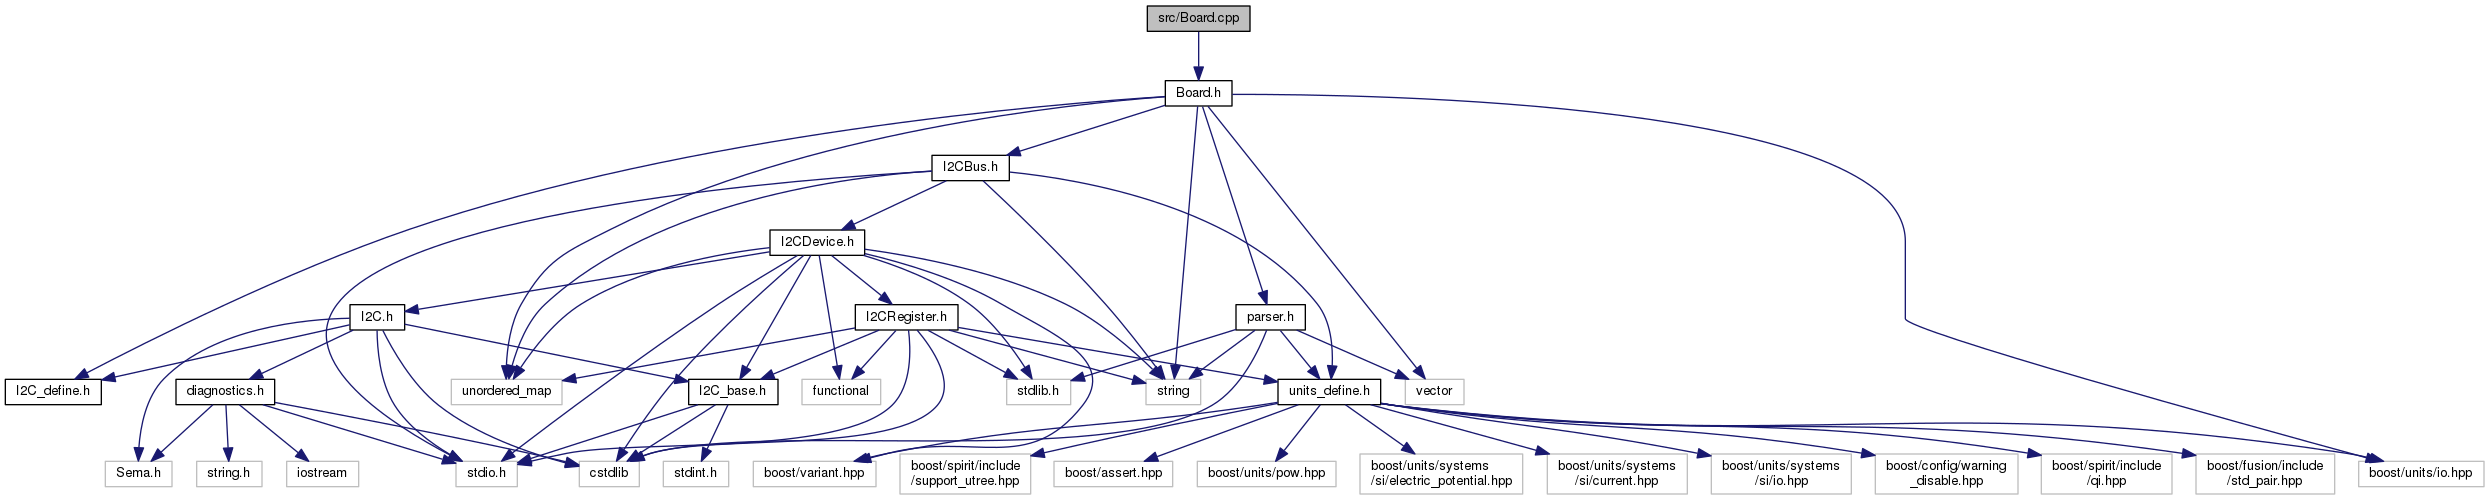 src/Board.cpp
Board.h
I2CBus.h
I2CDevice.h
I2C.h
I2CRegister.h
parser.h
I2C_define.h
diagnostics.h
unordered_map
I2C_base.h
functional
stdlib.h
string
units_define.h
vector
Sema.h
string.h
iostream
stdio.h
cstdlib
stdint.h
boost/variant.hpp
boost/spirit/include
/support_utree.hpp
boost/assert.hpp
boost/units/pow.hpp
boost/units/systems
/si/electric_potential.hpp
boost/units/systems
/si/current.hpp
boost/units/systems
/si/io.hpp
boost/config/warning
_disable.hpp
boost/spirit/include
/qi.hpp
boost/fusion/include
/std_pair.hpp
boost/units/io.hpp